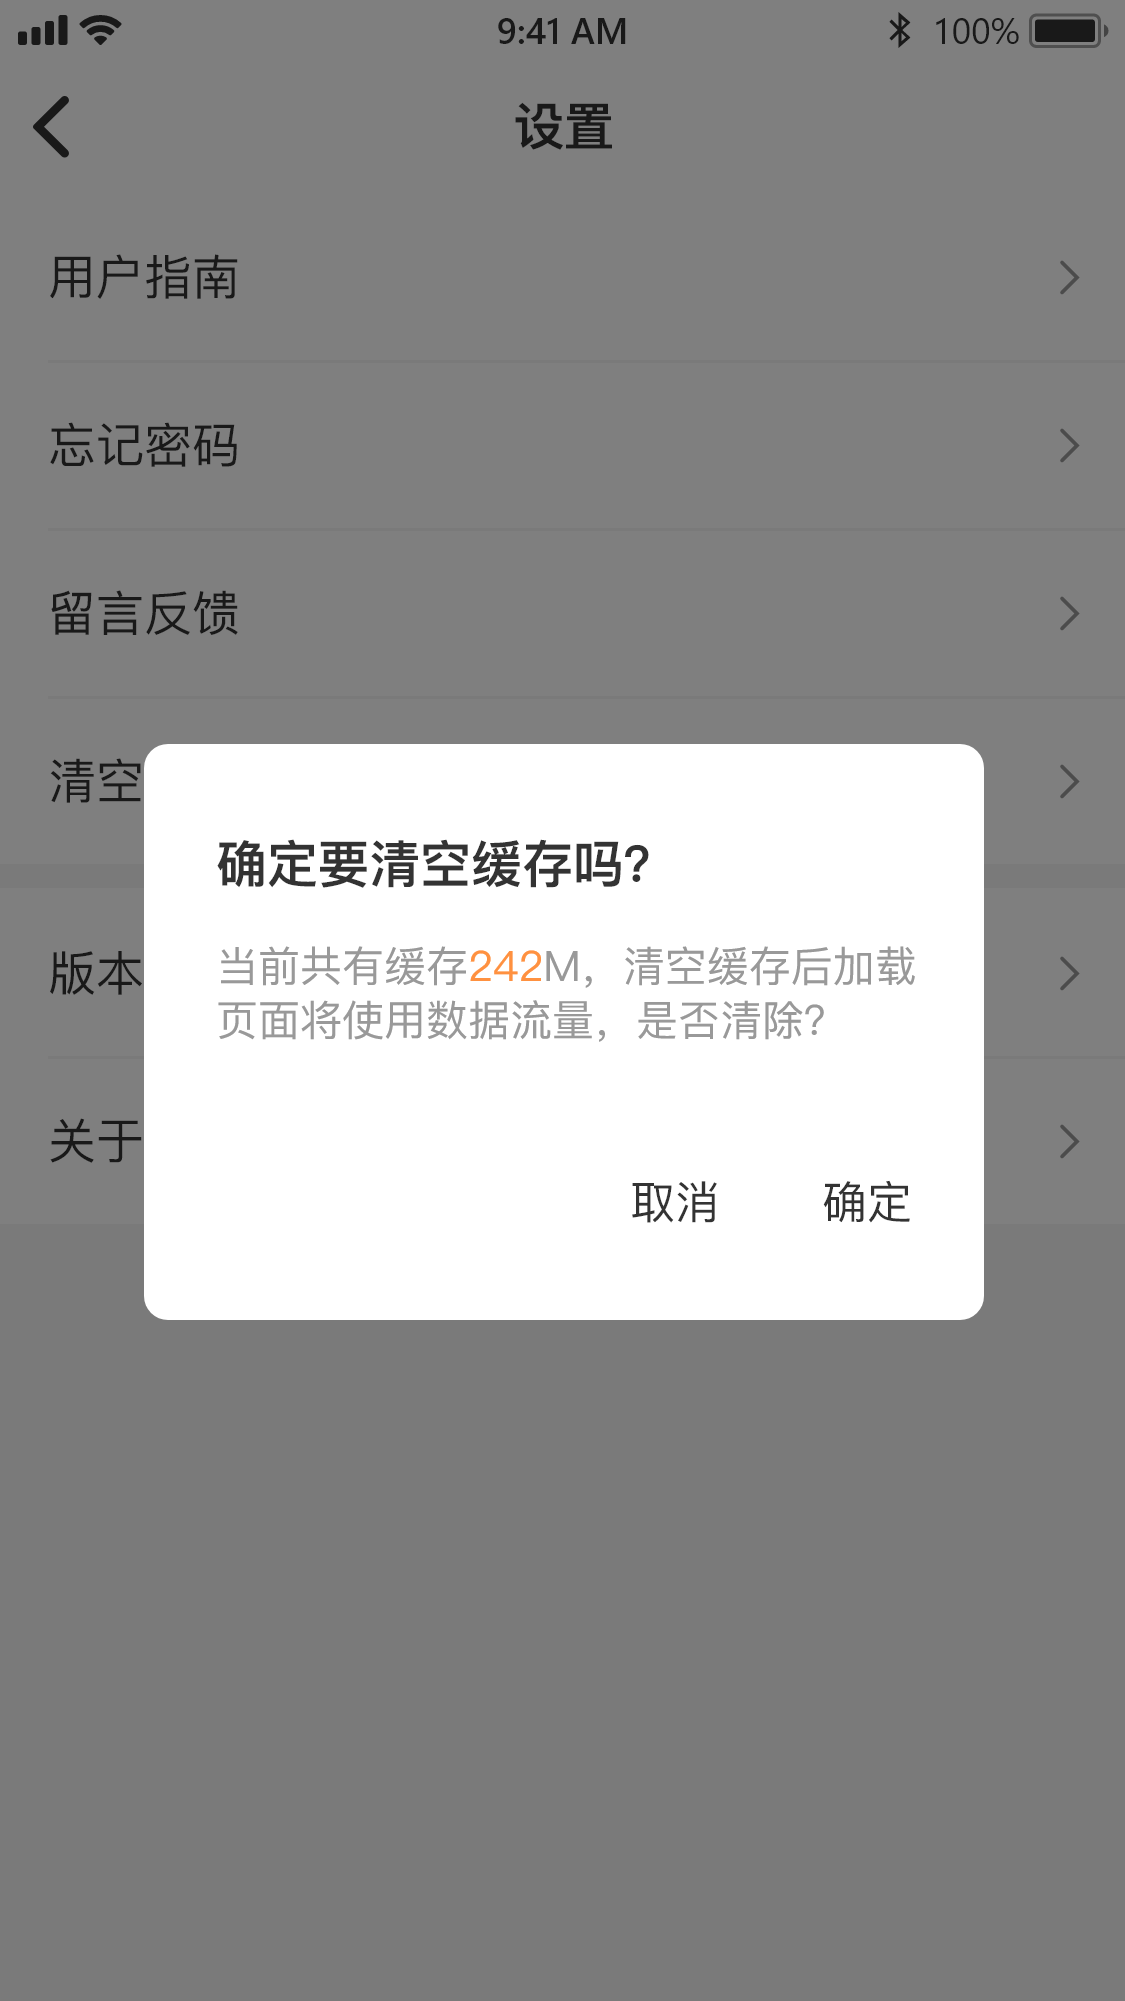 9:41 AM
100%
设置
用户指南
忘记密码
留言反馈
清空
确定要清空缓存吗?
当前共有缓存242M，清空缓存后加载
页面将使用数据流量，是否清除?
版本
关于
取消
确定